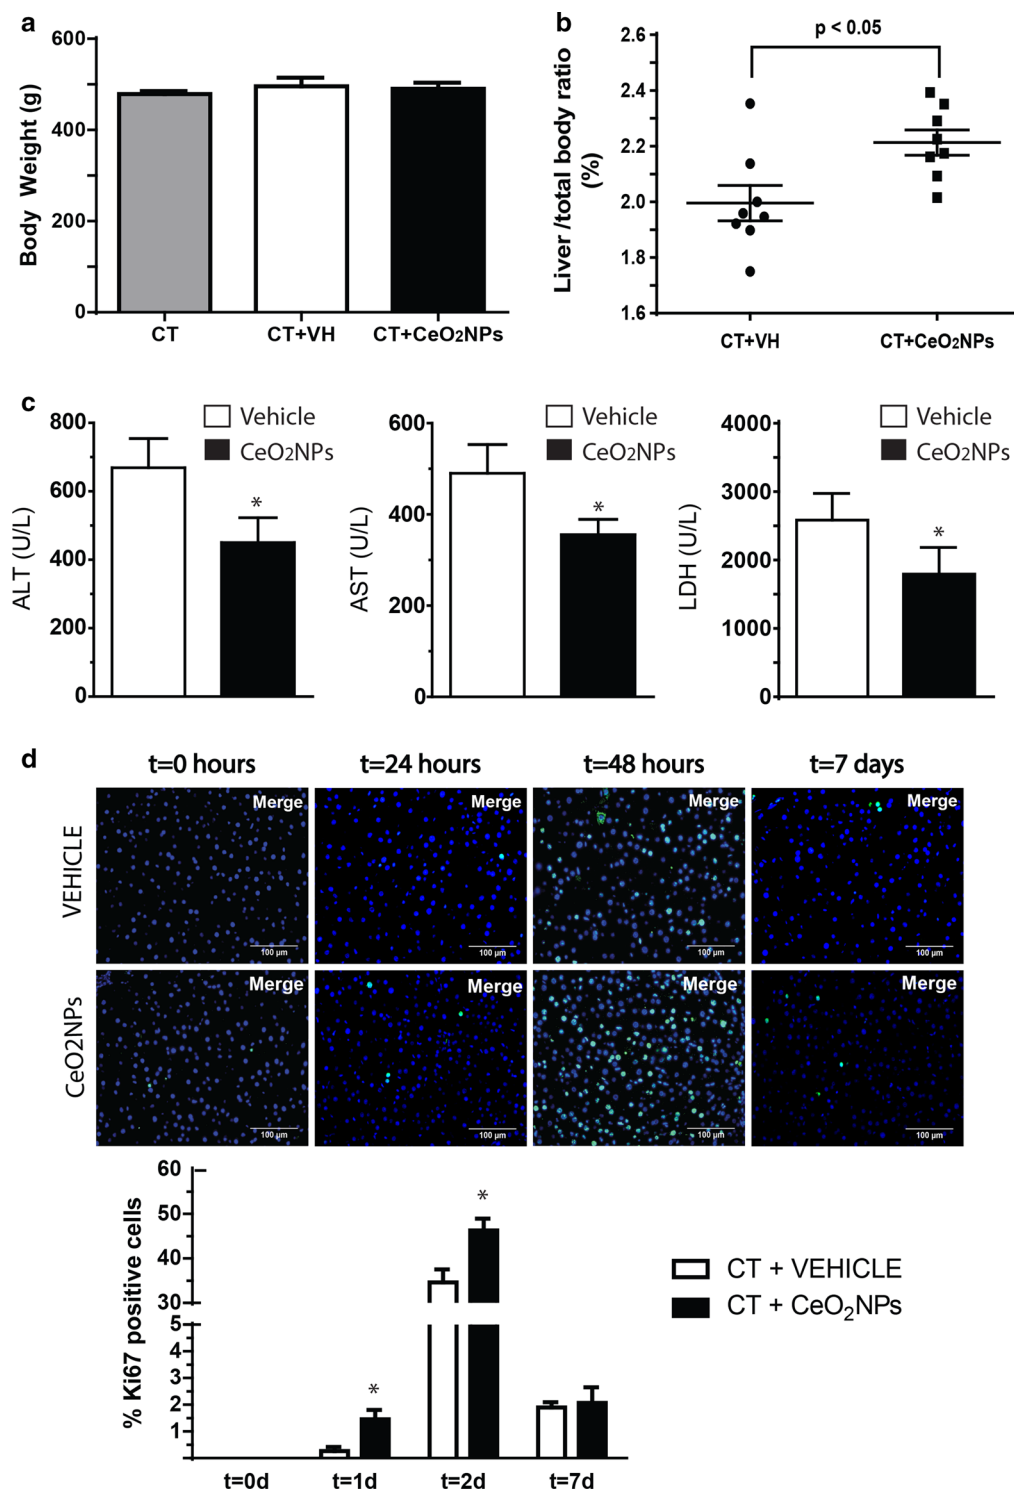 a
Body Weight (g)
600
400
200
0
CT
CT+VH
CT+CeO2NPs
b
Liver /total body ratio
(%)
p < 0.05
2.6
2.4
2.2
2.0
1.8
1.6
CT+VH
CT+CeO2NPs
c
ALT (U/L)
800
600
400
200
0
Vehicle
CeO2NPs
*
AST (U/L)
600
400
200
0
Vehicle
CeO2NPs
*
LDH (U/L)
4000
3000
2000
1000
0
Vehicle
CeO2NPs
*
d
t=0 hours
t=24 hours
t=48 hours
t=7 days
VEHICLE
Merge
100 µm
Merge
100 µm
Merge
100 µm
Merge
100 µm
CeO2NPs
Merge
100 µm
Merge
100 µm
Merge
100 µm
Merge
100 µm
% Ki67 positive cells
60
50
40
30
5
4
3
2
1
*
*
t=0d
t=1d
t=2d
t=7d
CT + VEHICLE
CT + CeO2NPs